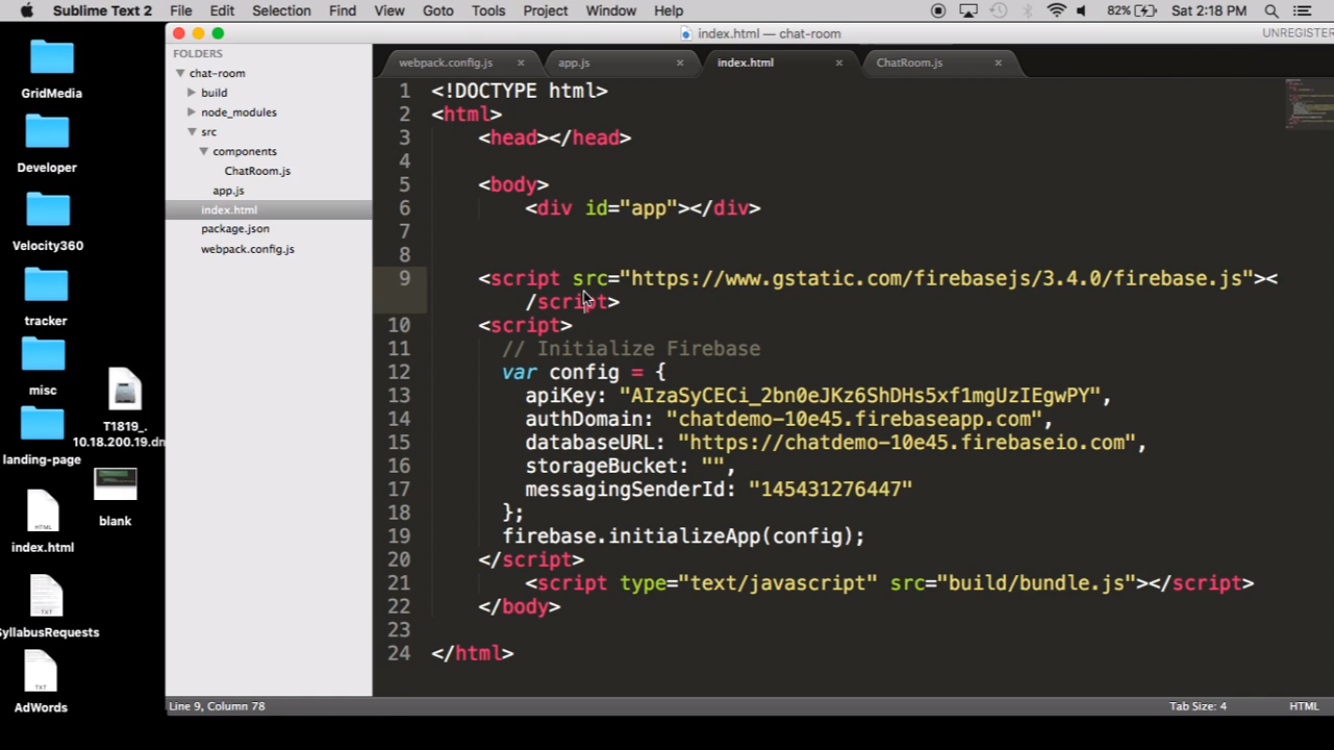 Sublime Text 2 File Edit Selection Find View Goto Tools Project Window Help 82% Sat 2:18 PM
index.html — chat-room UNREGISTER
GridMedia
Developer
Velocity360
tracker
misc
T1819_.
10.18.200.19.dn
landing-page
blank
index.html
SyllabusRequests
AdWords
FOLDERS
chat-room
build
node_modules
src
components
ChatRoom.js
app.js
index.html
package.json
webpack.config.js
webpack.config.js × app.js × index.html × ChatRoom.js ×
1 <!DOCTYPE html>
2 <html>
3 <head></head>
4
5 <body>
6 <div id="app"></div>
7
8
9 <script src="https://www.gstatic.com/firebasejs/3.4.0/firebase.js"><
/script>
10 <script>
11 // Initialize Firebase
12 var config = {
13 apiKey: "AIzaSyCECi_2bn0eJKz6ShDHs5xf1mgUzIEgwPY",
14 authDomain: "chatdemo-10e45.firebaseapp.com",
15 databaseURL: "https://chatdemo-10e45.firebaseio.com",
16 storageBucket: "",
17 messagingSenderId: "145431276447"
18 };
19 firebase.initializeApp(config);
20 </script>
21 <script type="text/javascript" src="build/bundle.js"></script>
22 </body>
23
24 </html>
Line 9, Column 78 Tab Size: 4 HTML